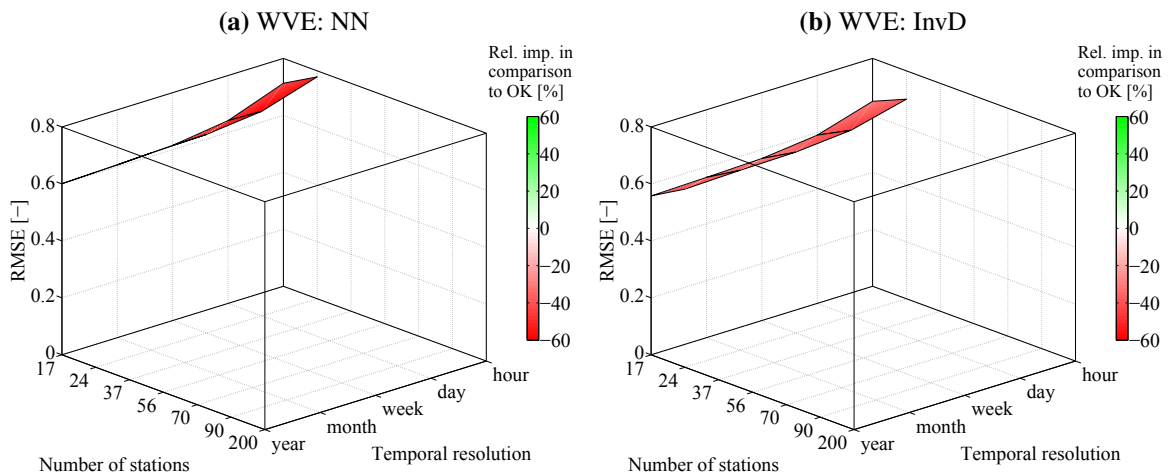 (a) WVE: NN
Rel. imp. in
comparison
to OK [%]
60
40
20
0
−20
−40
−60
0.8
0.6
0.4
0.2
0
RMSE [−]
17
24
37
56
70
90
200
Number of stations
year
month
week
day
hour
Temporal resolution
(b) WVE: InvD
Rel. imp. in
comparison
to OK [%]
60
40
20
0
−20
−40
−60
0.8
0.6
0.4
0.2
0
RMSE [−]
17
24
37
56
70
90
200
Number of stations
year
month
week
day
hour
Temporal resolution